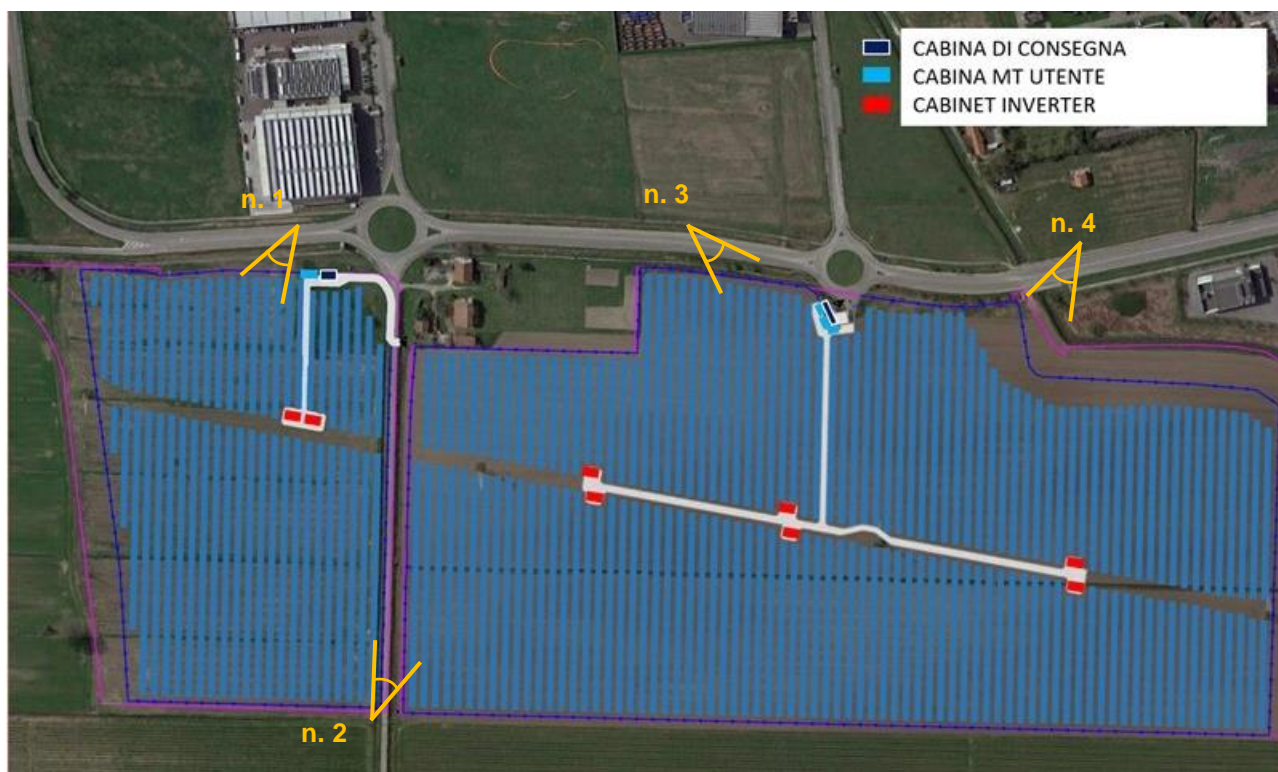 CABINA DI CONSEGNA
CABINA MT UTENTE
CABINET INVERTER
n. 1
n. 3
n. 4
n. 2